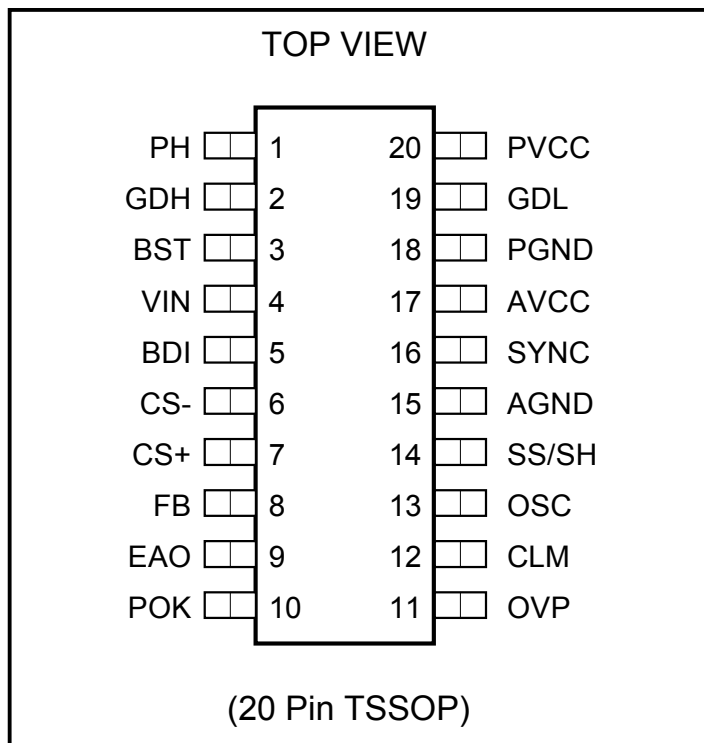 TOP VIEW
PH 1 20 PVCC
GDH 2 19 GDL
BST 3 18 PGND
VIN 4 17 AVCC
BDI 5 16 SYNC
CS- 6 15 AGND
CS+ 7 14 SS/SH
FB 8 13 OSC
EAO 9 12 CLM
POK 10 11 OVP
(20 Pin TSSOP)